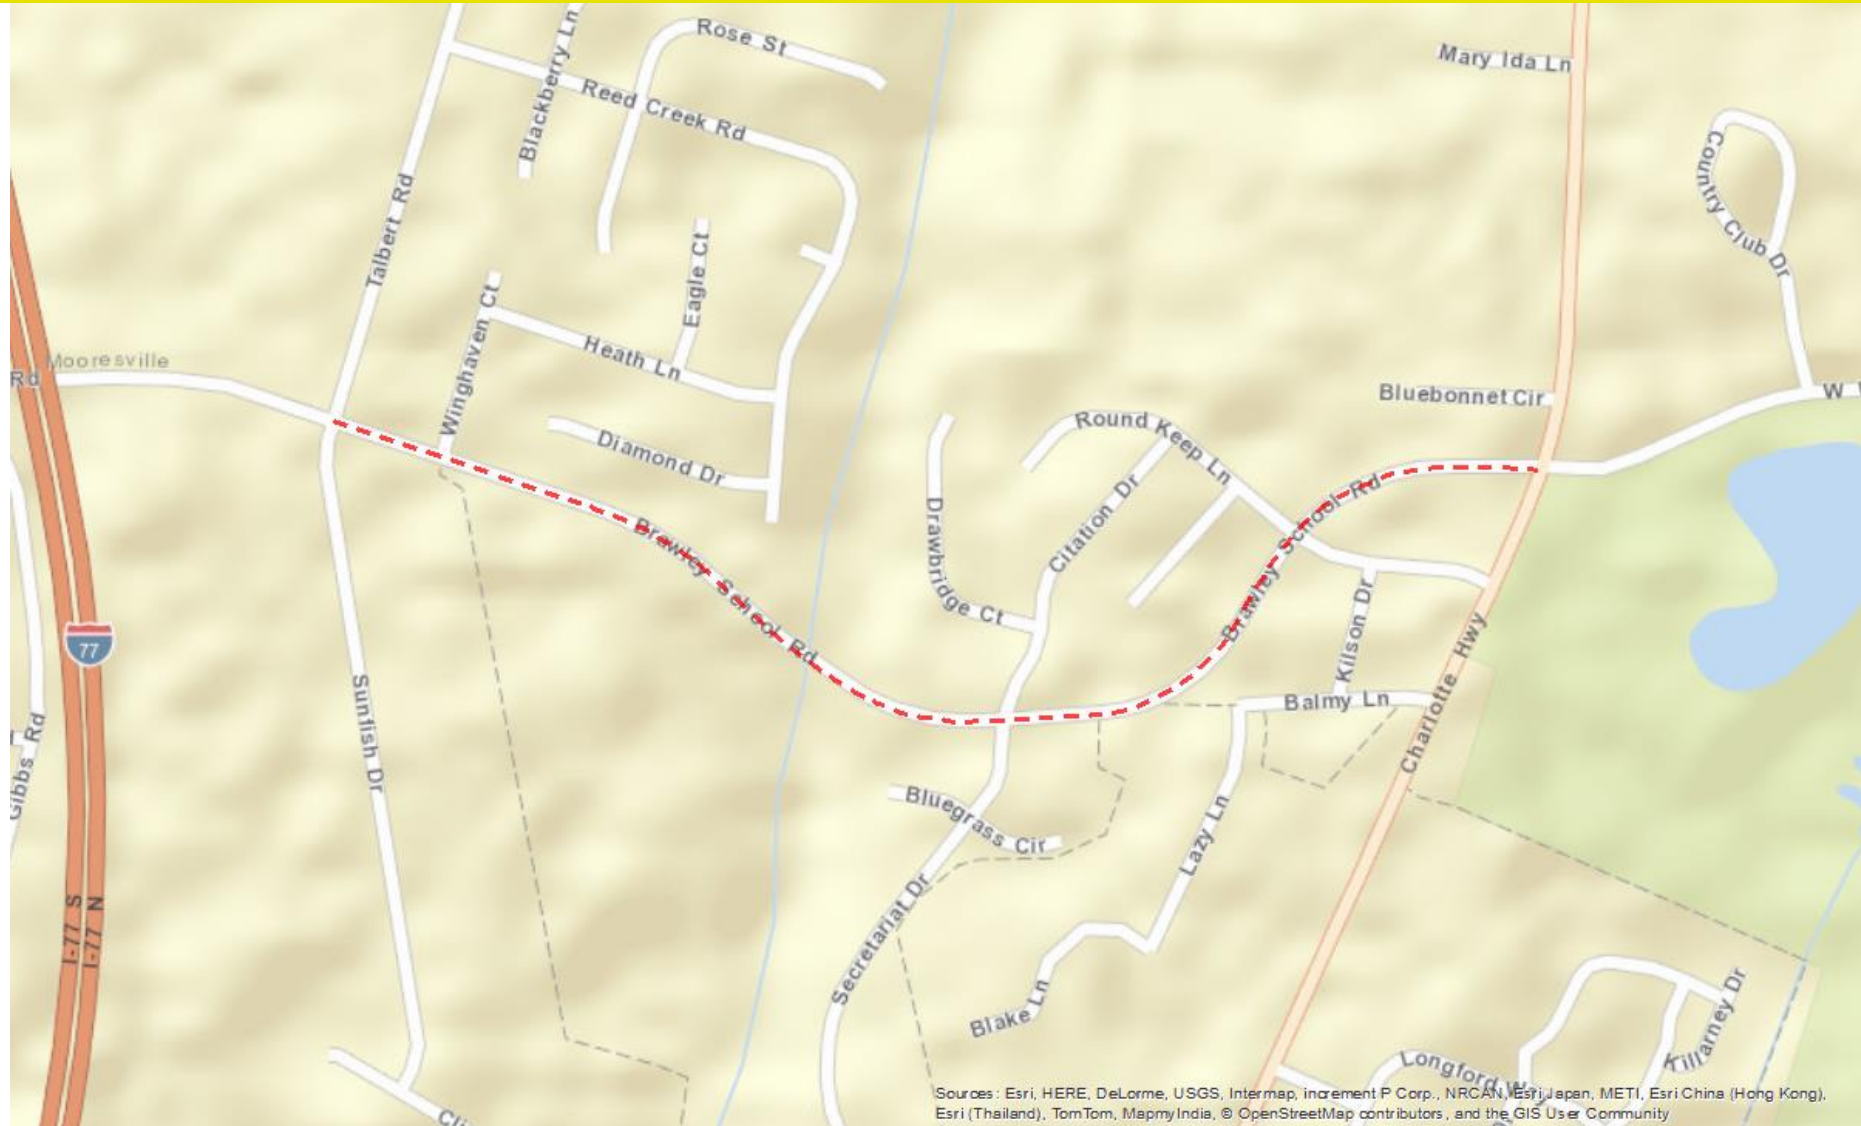 Rose St
Mary Ida Ln
Blackberry Ln
Reed Creek Rd
Country Club Dr
Talbert Rd
Eagle Ct
Winghaven Ct
Heath Ln
Mooresville
Rd
Bluebonnet Cir
W
Round Keep Ln
Diamond Dr
Citation Dr
Drawbridge Ct
Brawley School Rd
Brawley School Rd
Kilson Dr
77
Charlotte Hwy
Balmy Ln
Sunfish Dr
Gibbs Rd
Bluegrass Cir
Lazy Ln
Secretariat Dr
I-77 S
I-77 N
Blake Ln
Killarney Dr
Longford Way
Sources: Esri, HERE, DeLorme, USGS, Intermap, increment P Corp., NRCAN, Esri Japan, METI, Esri China (Hong Kong),
Esri (Thailand), TomTom, MapmyIndia, © OpenStreetMap contributors, and the GIS User Community